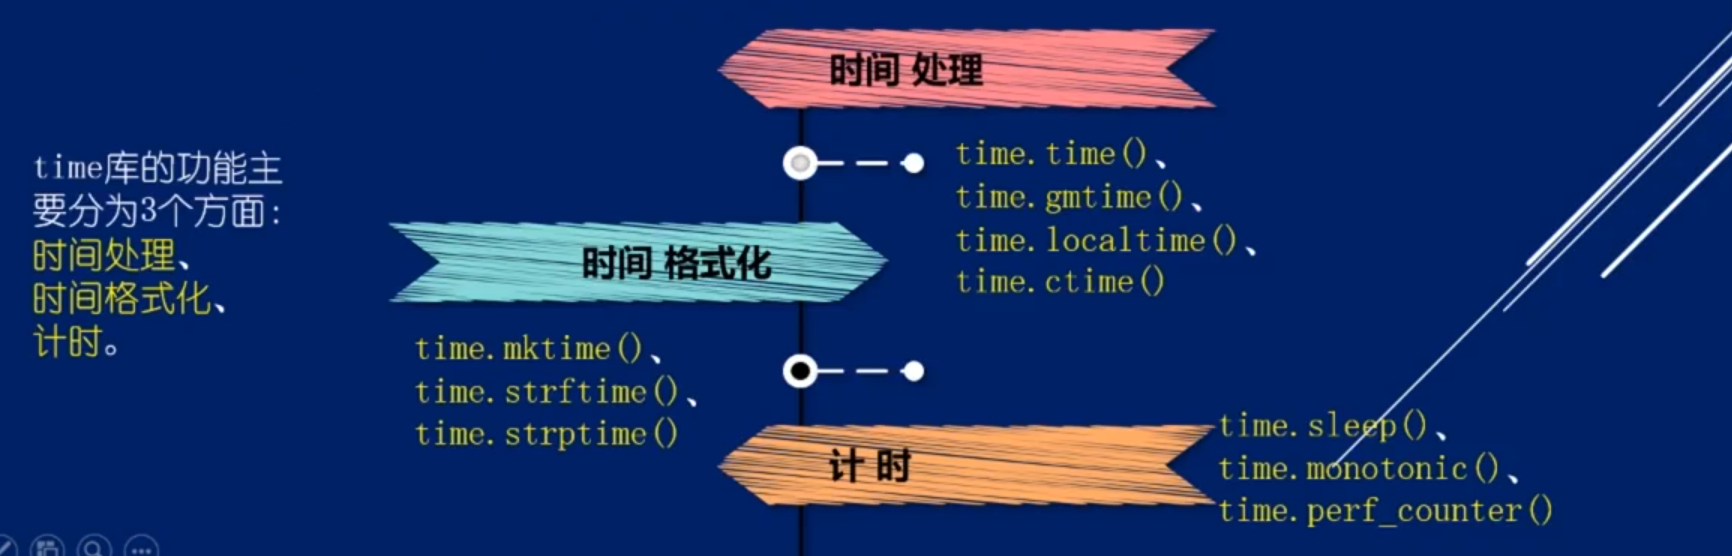 time库的功能主
要分为3个方面:
时间处理、
时间格式化、
计时。
时间 处理
time.time()、
time.gmtime()、
time.localtime()、
time.ctime()
时间 格式化
time.mktime()、
time.strftime()、
time.strptime()
计 时
time.sleep()、
time.monotonic()、
time.perf_counter()